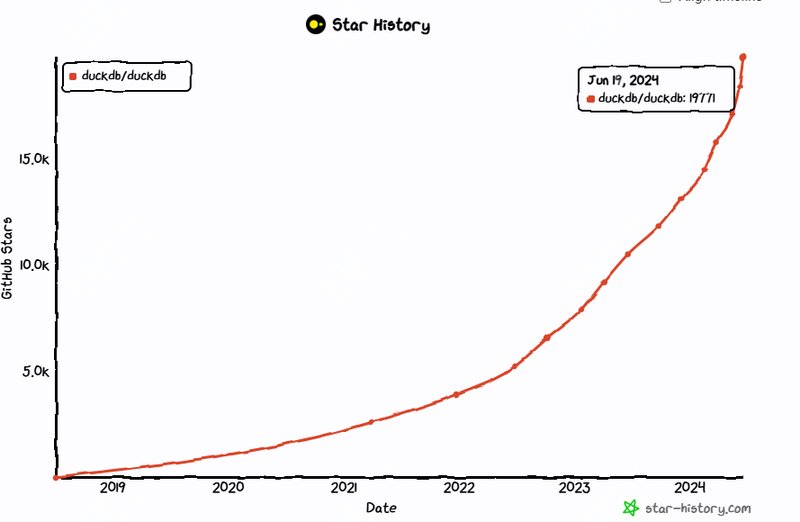 Star History
duckdb/duckdb
Jun 19, 2024
duckdb/duckdb: 19771
15.0k
10.0k
5.0k
GitHub Stars
2019 2020 2021 2022 2023 2024
Date
star-history.com